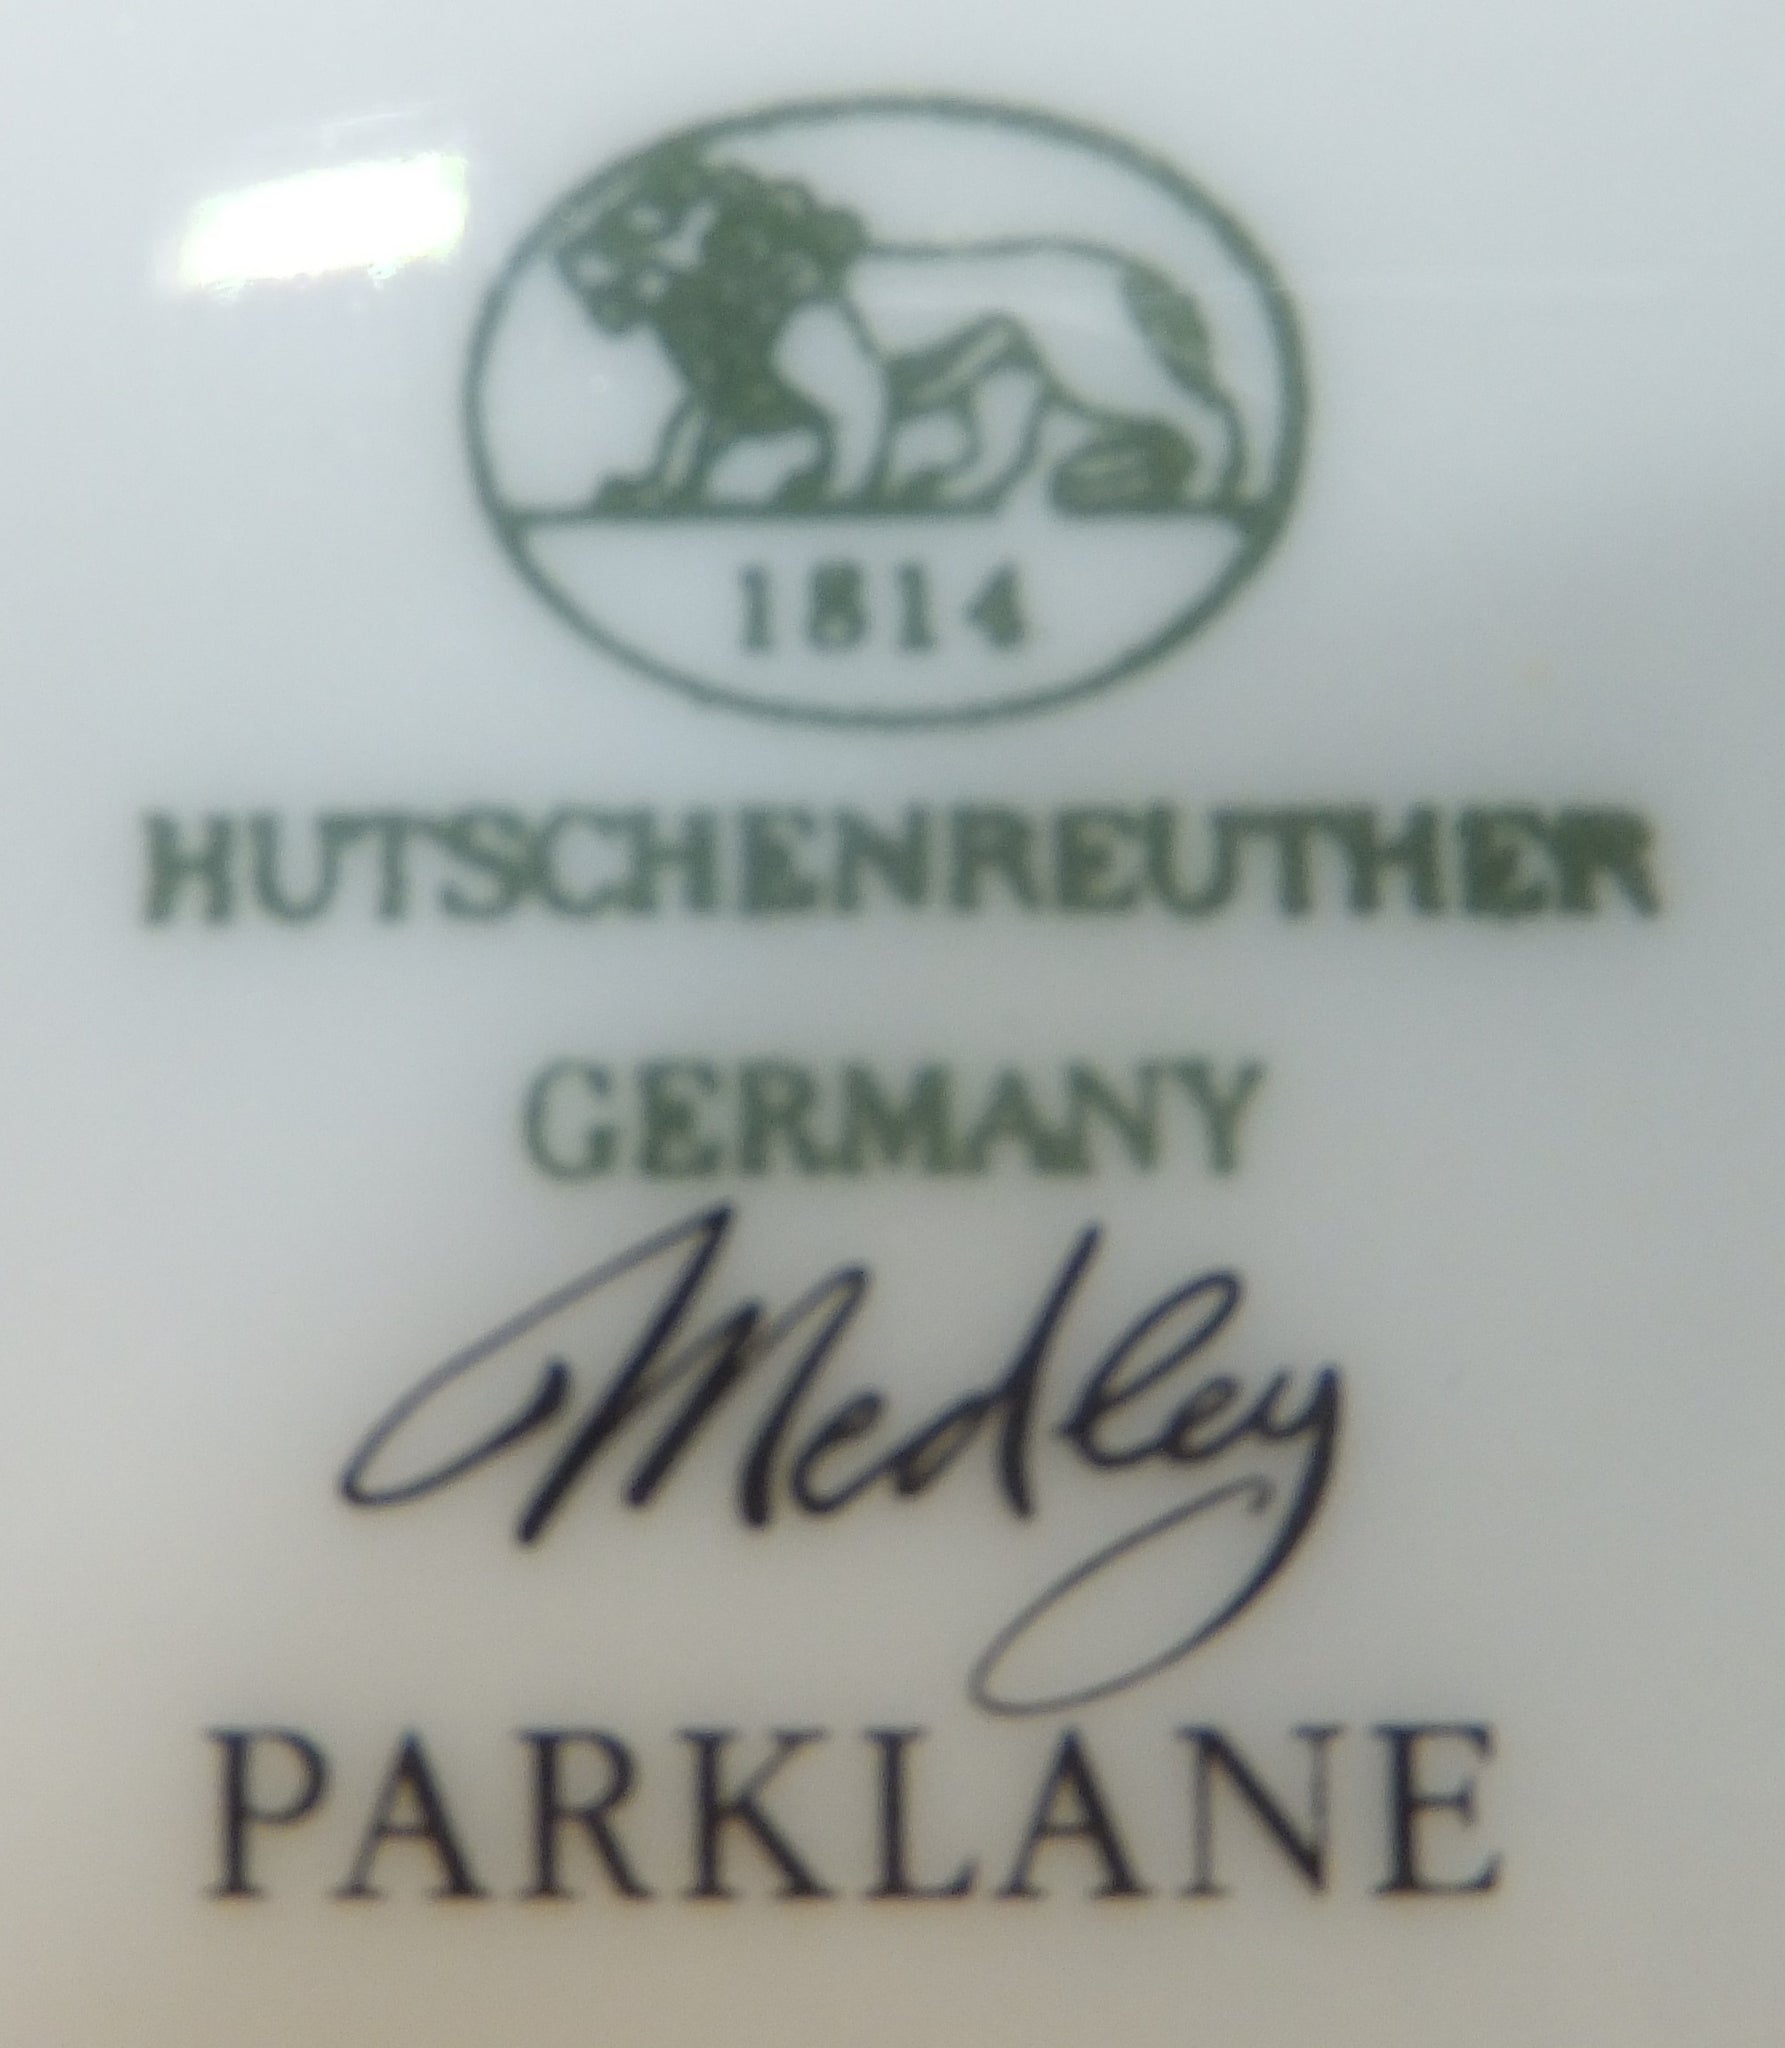 1814
HUTSCHENREUTHER
GERMANY
Medley
PARKLANE